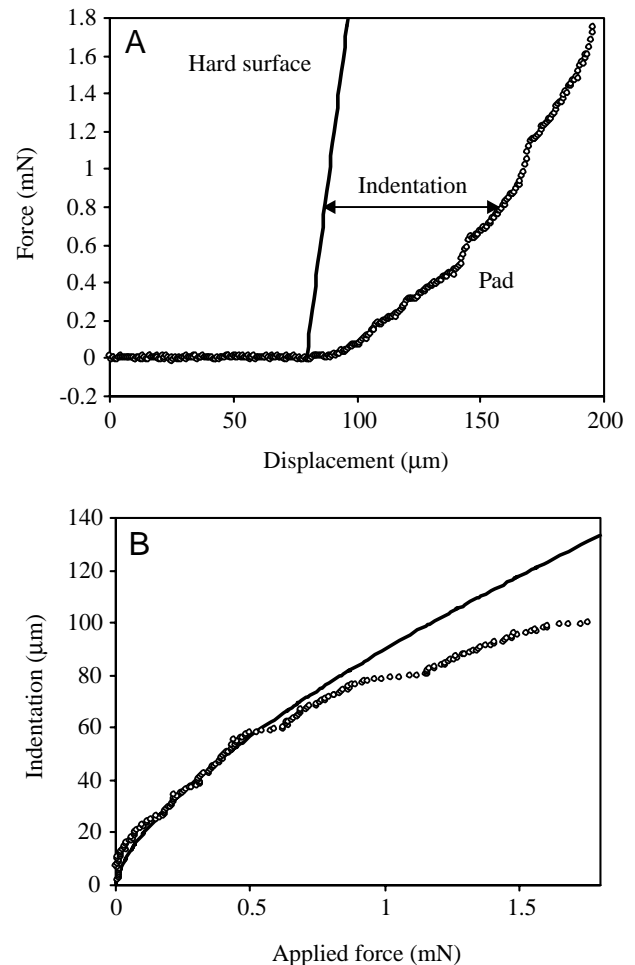 A
1.8
1.6
1.4
1.2
1
0.8
0.6
0.4
0.2
0
-0.2
Force (mN)
Hard surface
Indentation
Pad
0 50 100 150 200
Displacement (μm)
B
140
120
100
80
60
40
20
0
Indentation (μm)
0 0.5 1 1.5
Applied force (mN)